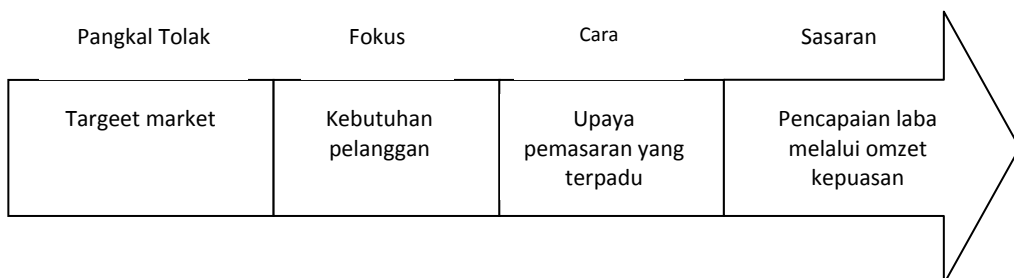 Pangkal Tolak Fokus Cara Sasaran
Targeet market
Kebutuhan
pelanggan
Upaya
pemasaran yang
terpadu
Pencapaian laba
melalui omzet
kepuasan